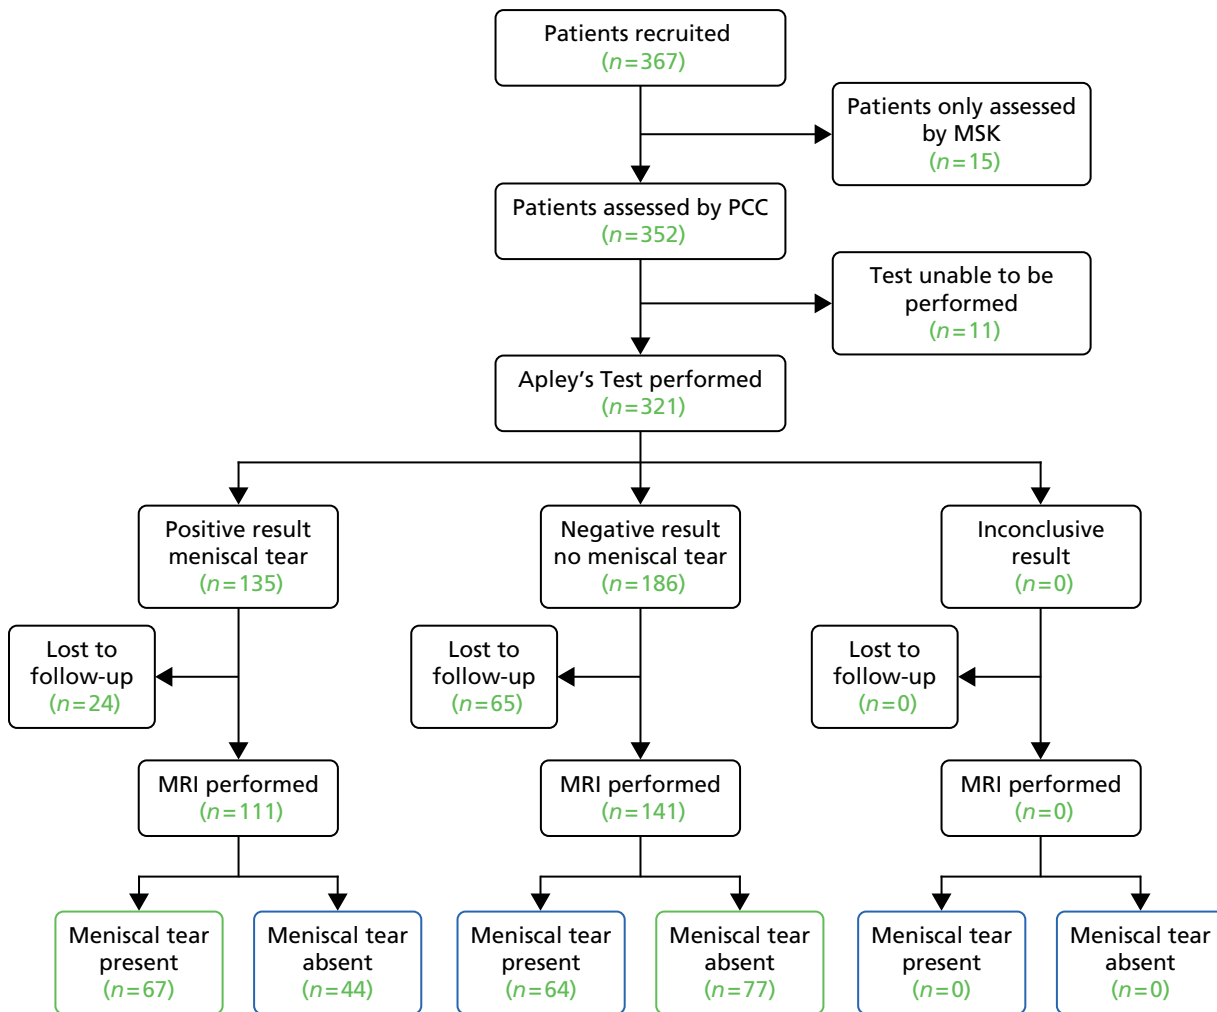 Patients recruited
(n=367)
Patients only assessed
by MSK
(n=15)
Patients assessed by PCC
(n=352)
Test unable to be
performed
(n=11)
Apley's Test performed
(n=321)
Positive result
meniscal tear
(n=135)
Negative result
no meniscal tear
(n=186)
Inconclusive
result
(n=0)
Lost to
follow-up
(n=24)
Lost to
follow-up
(n=65)
Lost to
follow-up
(n=0)
MRI performed
(n=111)
MRI performed
(n=141)
MRI performed
(n=0)
Meniscal tear
present
(n=67)
Meniscal tear
absent
(n=44)
Meniscal tear
present
(n=64)
Meniscal tear
absent
(n=77)
Meniscal tear
present
(n=0)
Meniscal tear
absent
(n=0)